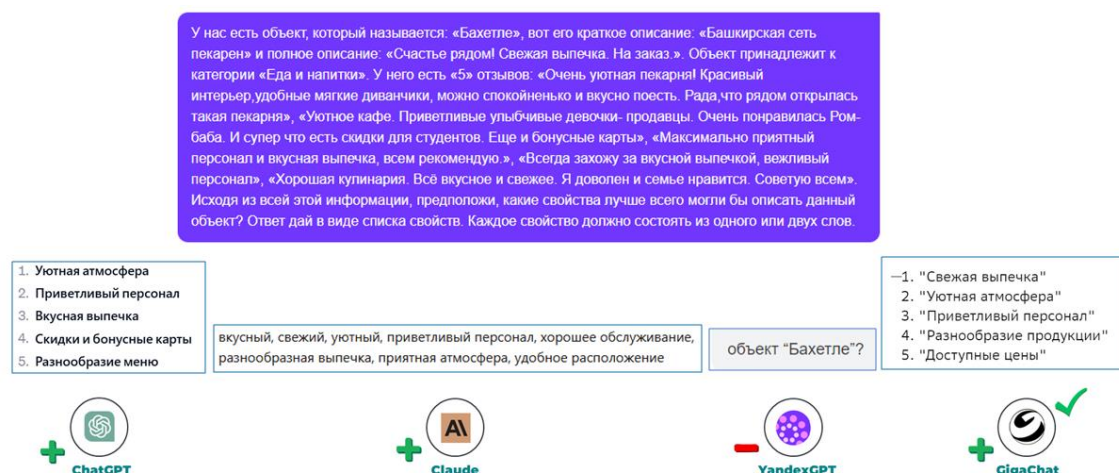 У нас есть объект, который называется: «Бахетле», вот его краткое описание: «Башкирская сеть
пекарен» и полное описание: «Счастье рядом! Свежая выпечка. На заказ.». Объект принадлежит к
категории «Еда и напитки». У него есть «5» отзывов: «Очень уютная пекарня! Красивый
интерьер,удобные мягкие диванчики, можно спокойненько и вкусно поесть. Рада,что рядом открылась
такая пекарня», «Уютное кафе. Приветливые улыбчивые девочки- продавцы. Очень понравилась Ром-
баба. И супер что есть скидки для студентов. Еще и бонусные карты», «Максимально приятный
персонал и вкусная выпечка, всем рекомендую.», «Всегда захожу за вкусной выпечкой, вежливый
персонал», «Хорошая кулинария. Всё вкусное и свежее. Я доволен и семье нравится. Советую всем».
Исходя из всей этой информации, предположи, какие свойства лучше всего могли бы описать данный
объект? Ответ дай в виде списка свойств. Каждое свойство должно состоять из одного или двух слов.
1. Уютная атмосфера
2. Приветливый персонал
3. Вкусная выпечка
4. Скидки и бонусные карты
5. Разнообразие меню
вкусный, свежий, уютный, приветливый персонал, хорошее обслуживание,
разнообразная выпечка, приятная атмосфера, удобное расположение
объект “Бахетле”?
1. "Свежая выпечка"
2. "Уютная атмосфера"
3. "Приветливый персонал"
4. "Разнообразие продукции"
5. "Доступные цены"
ChatGPT
Claude
YandexGPT
GigaChat